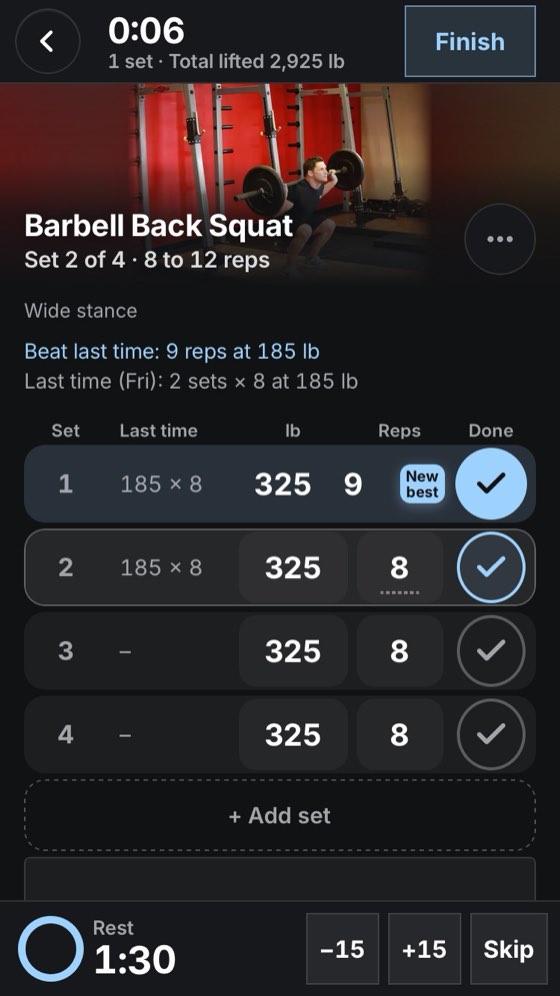 0:06
1 set · Total lifted 2,925 lb
Finish
Barbell Back Squat
Set 2 of 4 · 8 to 12 reps
Wide stance
Beat last time: 9 reps at 185 lb
Last time (Fri): 2 sets × 8 at 185 lb
Set Last time lb Reps Done
1 185 × 8 325 9 New best
2 185 × 8 325 8
3 – 325 8
4 – 325 8
+ Add set
Rest
1:30
−15 +15 Skip